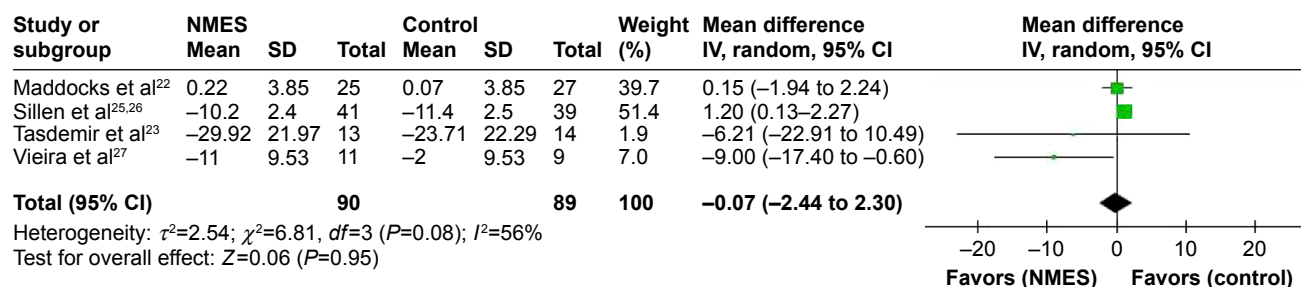 Study or NMES Control Weight Mean difference Mean difference
subgroup Mean SD Total Mean SD Total (%) IV, random, 95% CI IV, random, 95% CI
Maddocks et al²² 0.22 3.85 25 0.07 3.85 27 39.7 0.15 (–1.94 to 2.24)
Sillen et al²⁵,²⁶ –10.2 2.4 41 –11.4 2.5 39 51.4 1.20 (0.13–2.27)
Tasdemir et al²³ –29.92 21.97 13 –23.71 22.29 14 1.9 –6.21 (–22.91 to 10.49)
Vieira et al²⁷ –11 9.53 11 –2 9.53 9 7.0 –9.00 (–17.40 to –0.60)
Total (95% CI) 90 89 100 –0.07 (–2.44 to 2.30)
Heterogeneity: τ²=2.54; χ²=6.81, df=3 (P=0.08); I²=56%
Test for overall effect: Z=0.06 (P=0.95)
–20 –10 0 10 20
Favors (NMES) Favors (control)